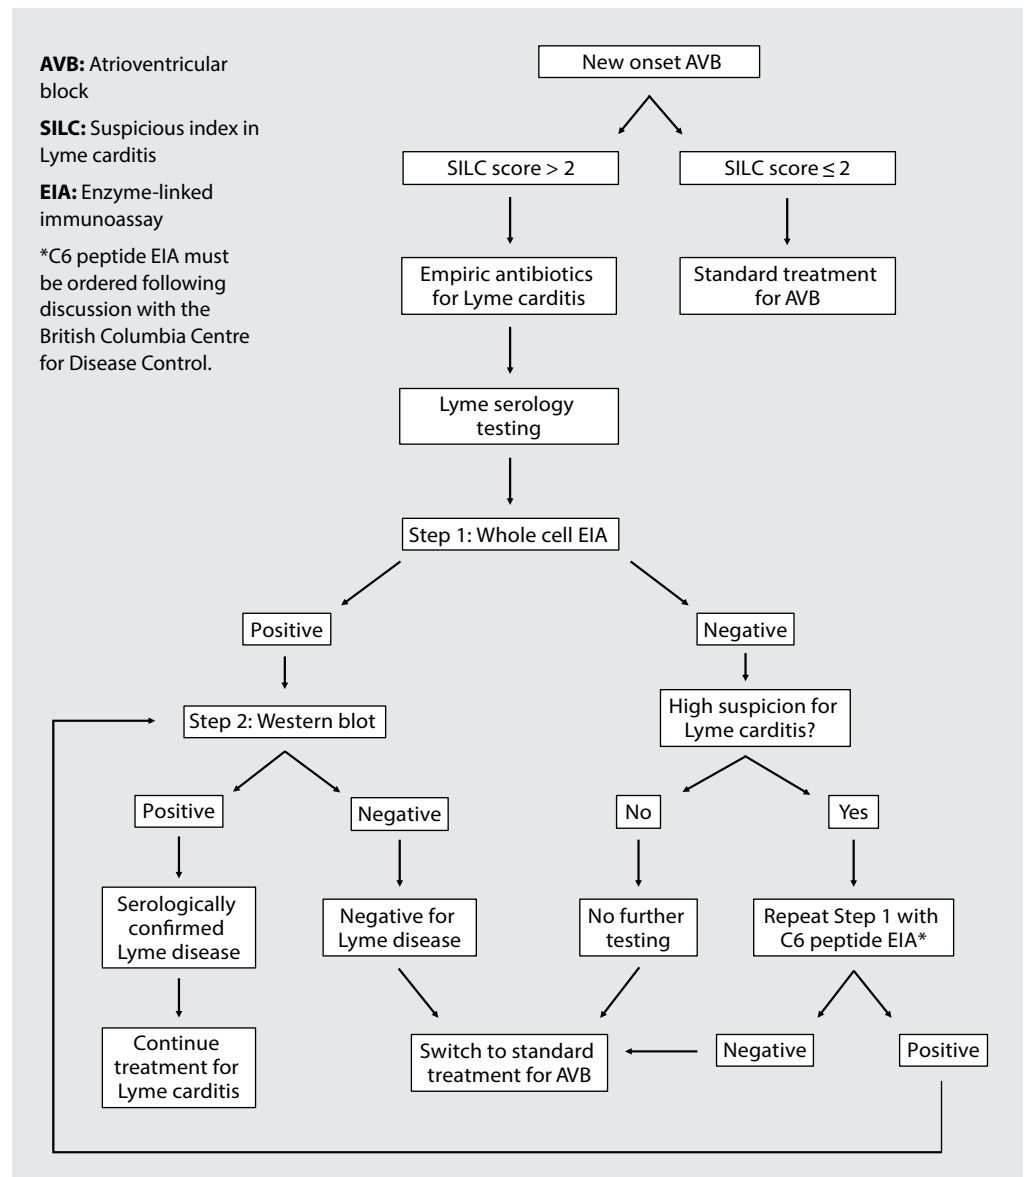 AVB: Atrioventricular
block
SILC: Suspicious index in
Lyme carditis
EIA: Enzyme-linked
immunoassay
*C6 peptide EIA must
be ordered following
discussion with the
British Columbia Centre
for Disease Control.
New onset AVB
SILC score > 2
SILC score ≤ 2
Empiric antibiotics
for Lyme carditis
Standard treatment
for AVB
Lyme serology
testing
Step 1: Whole cell EIA
Positive
Negative
Step 2: Western blot
High suspicion for
Lyme carditis?
Positive
Negative
No
Yes
Serologically
confirmed
Lyme disease
Negative for
Lyme disease
No further
testing
Repeat Step 1 with
C6 peptide EIA*
Continue
treatment for
Lyme carditis
Switch to standard
treatment for AVB
Negative
Positive